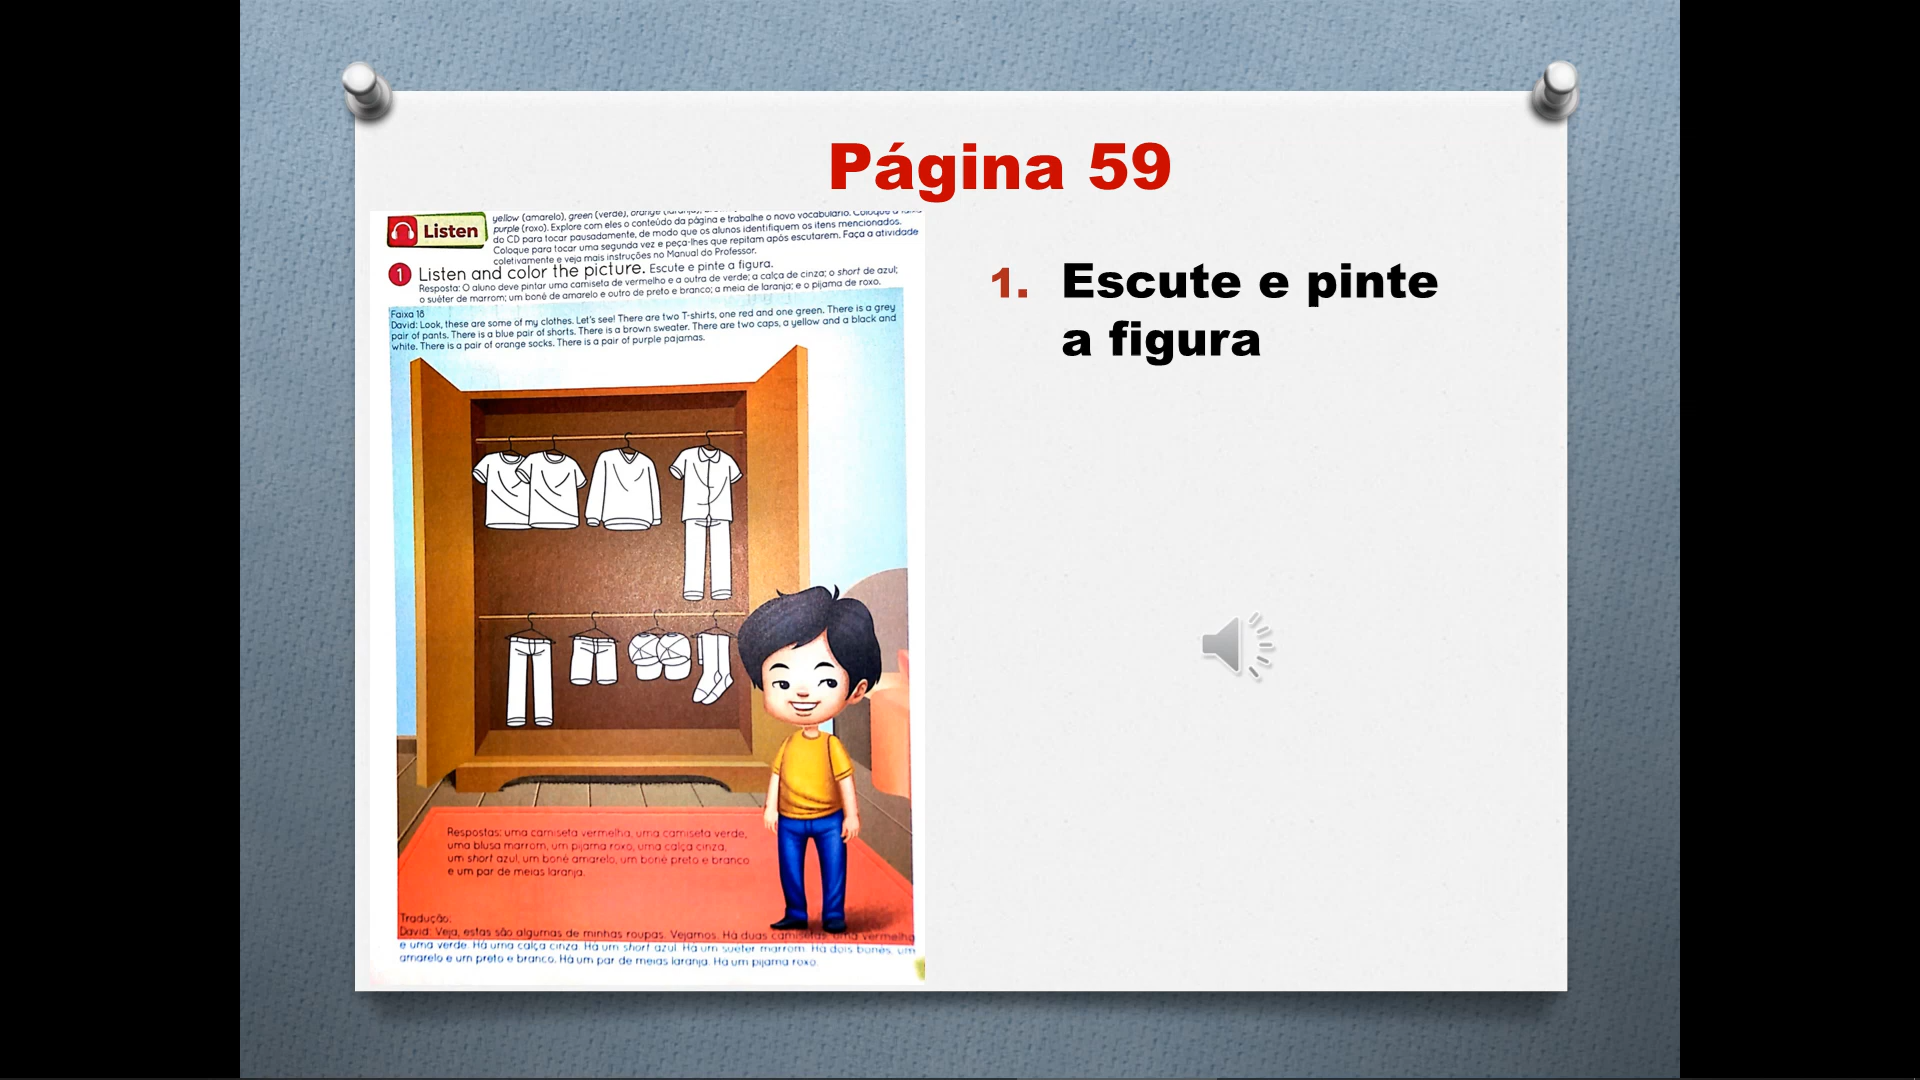 Página 59
yellow (amarelo), green (verde), orange (laranja),
purple (roxo). Explore com eles o conteúdo da página e trabalhe o novo vocabulário. Coloque a faixa
do CD para tocar pausadamente, de modo que os alunos identifiquem os itens mencionados.
Coloque para tocar uma segunda vez e peça-lhes que repitam após escutarem. Faça a atividade
coletivamente e veja mais instruções no Manual do Professor.
Listen
1 Listen and color the picture. Escute e pinte a figura.
Resposta: O aluno deve pintar uma camiseta de vermelho e a outra de verde; a calça de cinza; o short de azul;
o suéter de marrom; um boné de amarelo e outro de preto e branco; a meia de laranja; e o pijama de roxo.
Faixa 18
David: Look, these are some of my clothes. Let's see! There are two T-shirts, one red and one green. There is a grey
pair of pants. There is a blue pair of shorts. There is a brown sweater. There are two caps, a yellow and a black and
white. There is a pair of orange socks. There is a pair of purple pajamas.
Respostas: uma camiseta vermelha, uma camiseta verde,
uma blusa marrom, um pijama roxo, uma calça cinza,
um short azul, um boné amarelo, um boné preto e branco
e um par de meias laranja.
Tradução:
David: Veja, estas são algumas de minhas roupas. Vejamos. Há duas camisetas, uma vermelha
e uma verde. Há uma calça cinza. Há um short azul. Há um suéter marrom. Há dois bonés, um
amarelo e um preto e branco. Há um par de meias laranja. Há um pijama roxo.
1. Escute e pinte
a figura